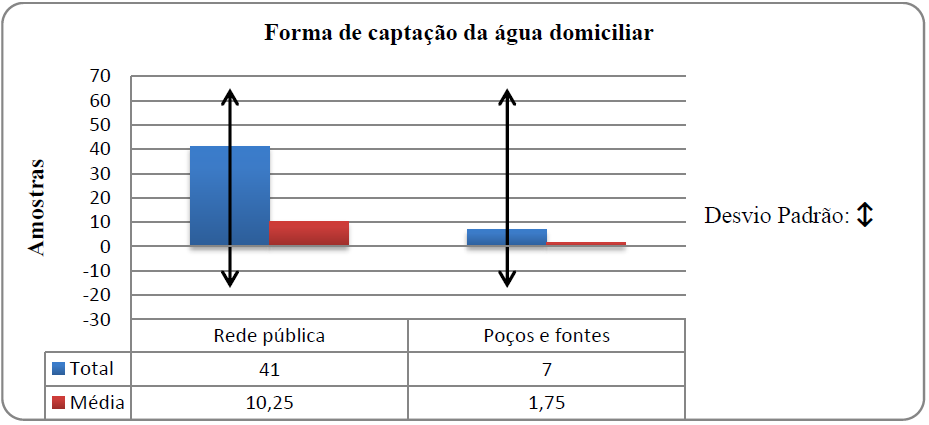 Forma de captação da água domiciliar
70
60
50
40
30
20
10
0
-10
-20
-30
Amostras
Desvio Padrão: ↕
Rede pública Poços e fontes
Total 41 7
Média 10,25 1,75